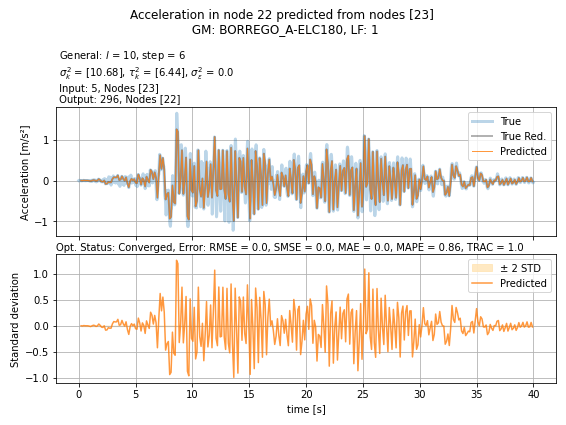 Acceleration in node 22 predicted from nodes [23]
GM: BORREGO_A-ELC180, LF: 1
General: l = 10, step = 6
σ²ₖ = [10.68], τ²ₖ = [6.44], σ²ε = 0.0
Input: 5, Nodes [23]
Output: 296, Nodes [22]
Acceleration [m/s²]
1
0
−1
True
True Red.
Predicted
Opt. Status: Converged, Error: RMSE = 0.0, SMSE = 0.0, MAE = 0.0, MAPE = 0.86, TRAC = 1.0
Standard deviation
1.0
0.5
0.0
−0.5
−1.0
± 2 STD
Predicted
0 5 10 15 20 25 30 35 40
time [s]